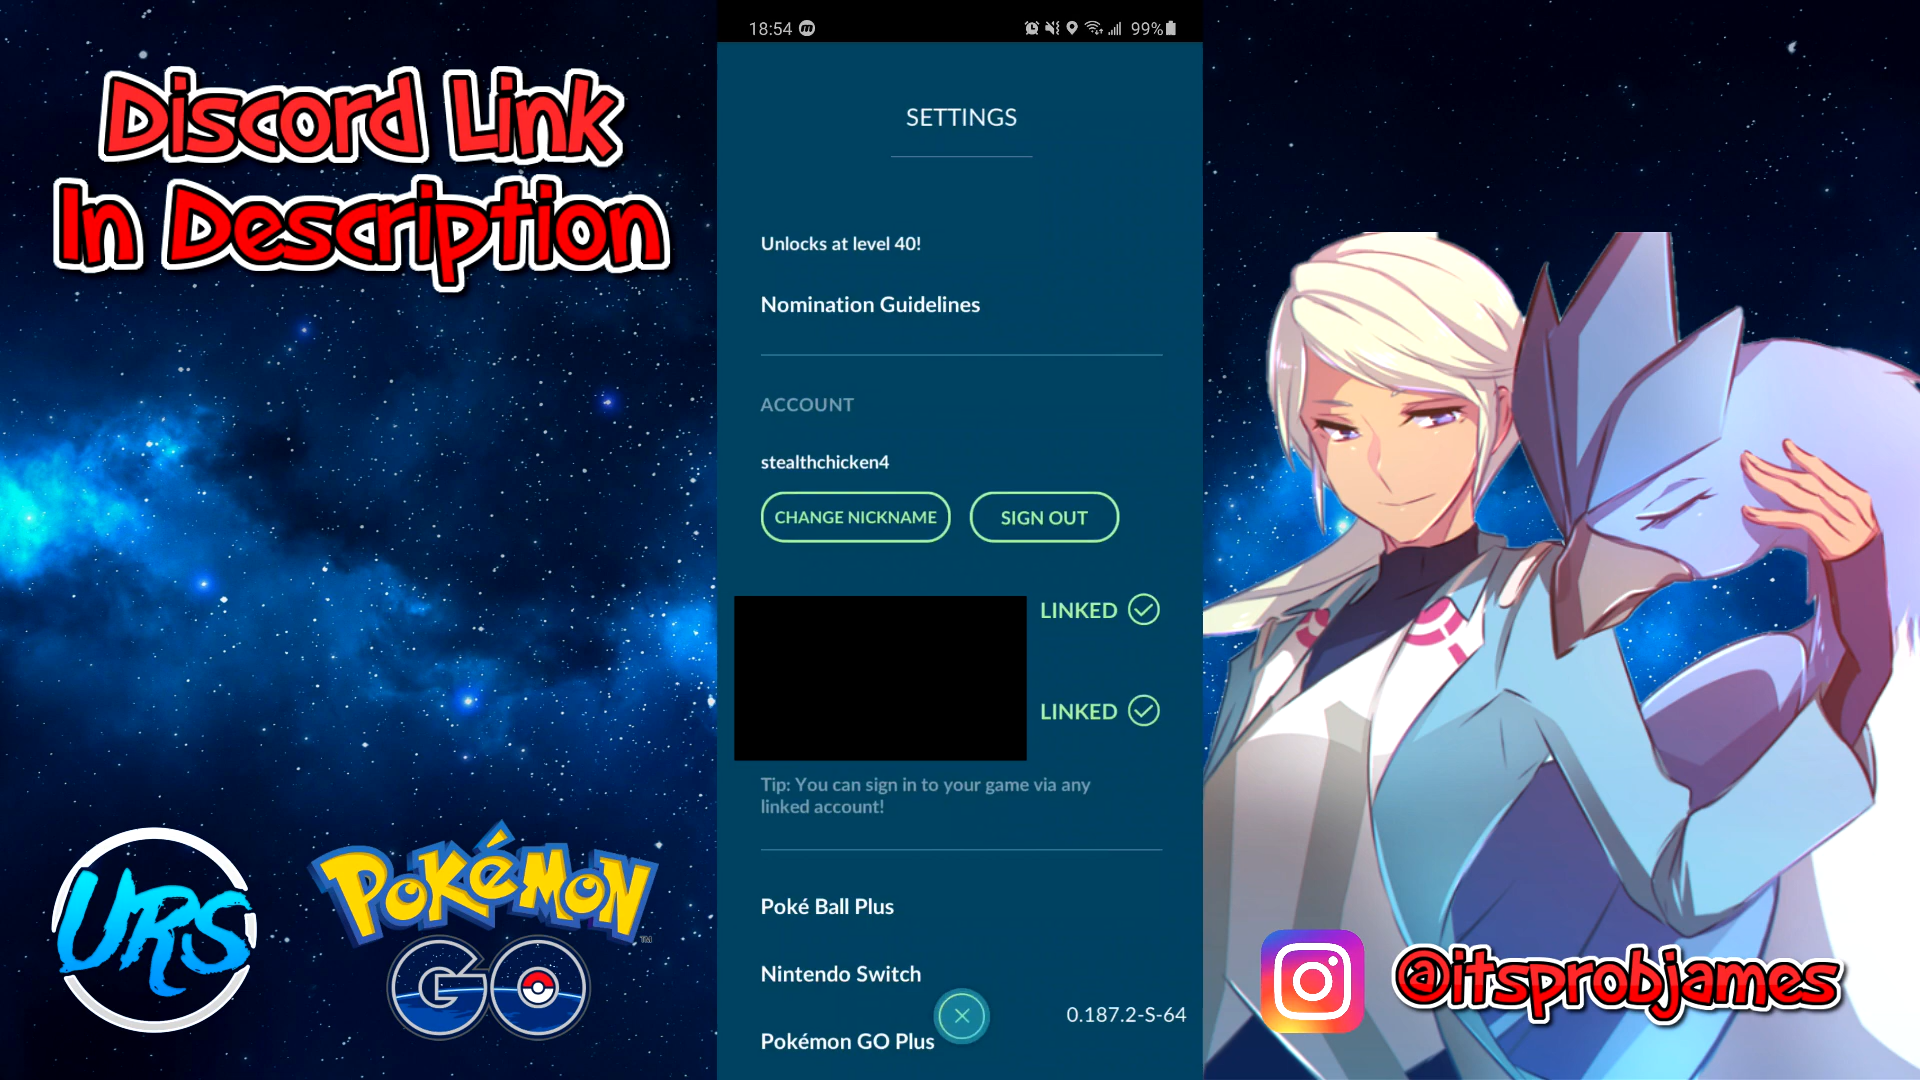 Discord Link
In Description
URS
POKÉMON
GO
TM
18:54
99%
SETTINGS
Unlocks at level 40!
Nomination Guidelines
ACCOUNT
stealthchicken4
CHANGE NICKNAME
SIGN OUT
LINKED
LINKED
Tip: You can sign in to your game via any
linked account!
Poké Ball Plus
Nintendo Switch
0.187.2-S-64
Pokémon GO Plus
@itsprobjames